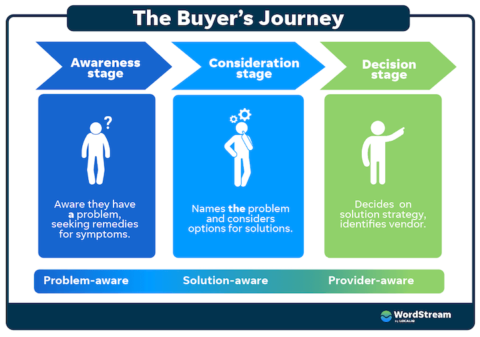 The Buyer's Journey
Awareness
stage
Consideration
stage
Decision
stage
?
Aware they have
a problem,
seeking remedies
for symptoms.
Names the problem
and considers
options for solutions.
Decides on
solution strategy,
identifies vendor.
Problem-aware
Solution-aware
Provider-aware
WordStream
by LOCALiQ